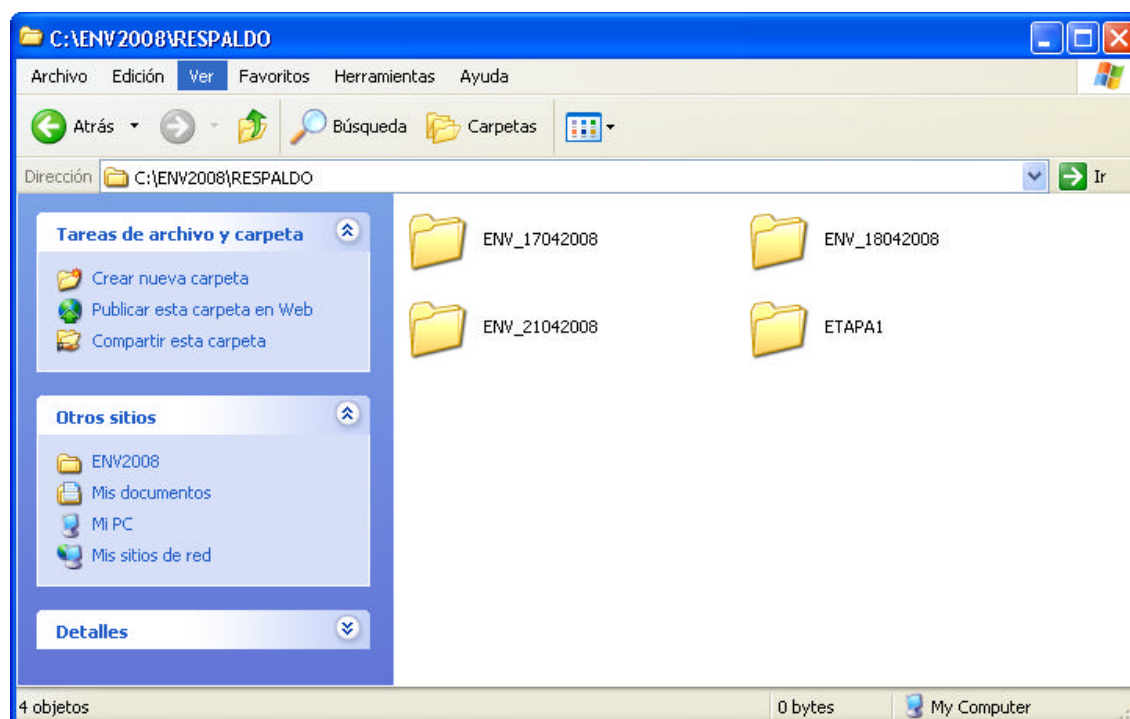 C:\ENV2008\RESPALDO
Archivo Edición Ver Favoritos Herramientas Ayuda
Atrás Búsqueda Carpetas
Dirección C:\ENV2008\RESPALDO Ir
Tareas de archivo y carpeta
Crear nueva carpeta
Publicar esta carpeta en Web
Compartir esta carpeta
Otros sitios
ENV2008
Mis documentos
Mi PC
Mis sitios de red
Detalles
ENV_17042008 ENV_18042008
ENV_21042008 ETAPA1
4 objetos 0 bytes My Computer